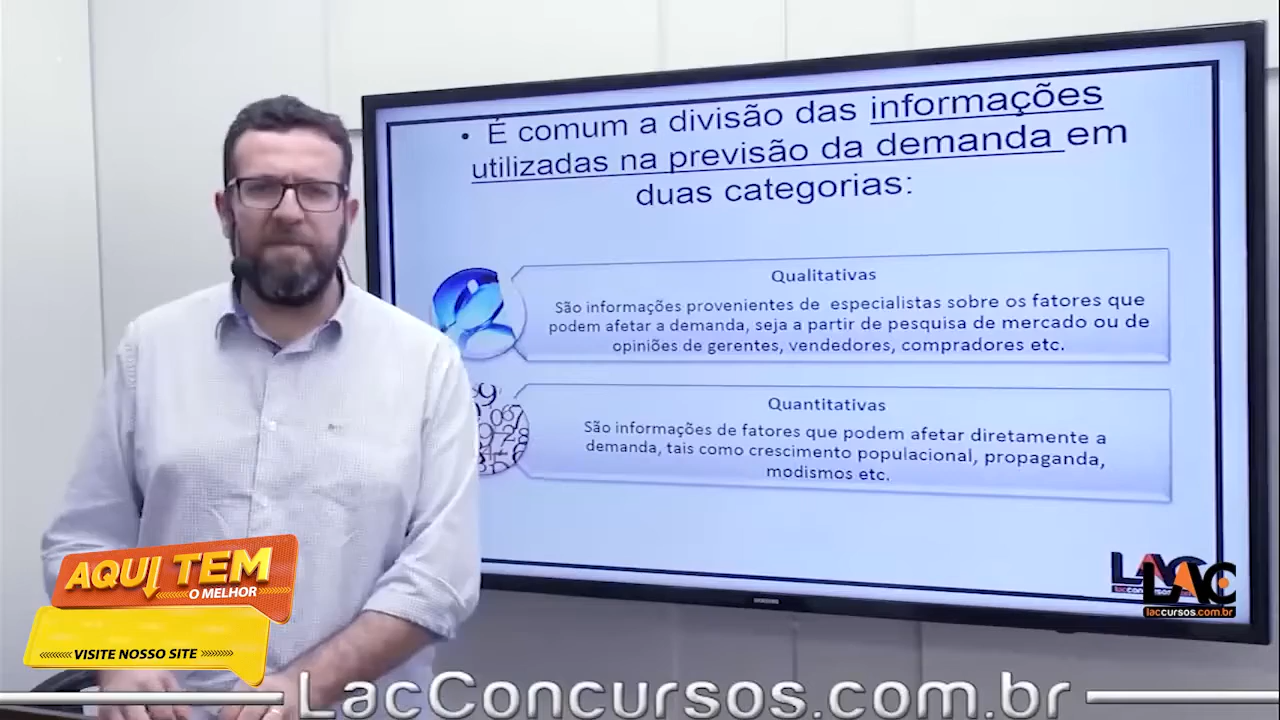 • É comum a divisão das informações
utilizadas na previsão da demanda em
duas categorias:
Qualitativas
São informações provenientes de especialistas sobre os fatores que
podem afetar a demanda, seja a partir de pesquisa de mercado ou de
opiniões de gerentes, vendedores, compradores etc.
Quantitativas
São informações de fatores que podem afetar diretamente a
demanda, tais como crescimento populacional, propaganda,
modismos etc.
LAC
laccursos.com.br
SAMSUNG
AQUI TEM
O MELHOR
VISITE NOSSO SITE
LacConcursos.com.br